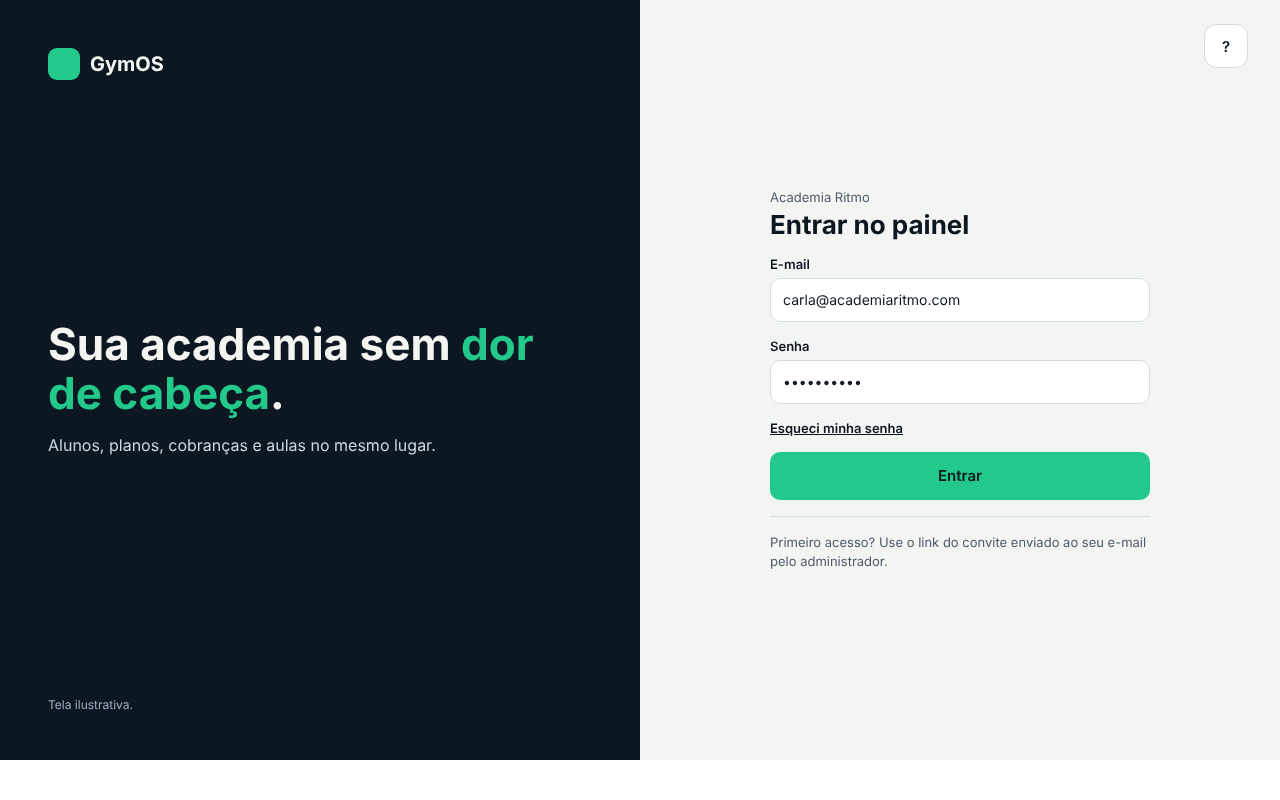 GymOS
Sua academia sem dor
de cabeça.
Alunos, planos, cobranças e aulas no mesmo lugar.
Tela ilustrativa.
?
Academia Ritmo
Entrar no painel
E-mail
carla@academiaritmo.com
Senha
••••••••••
Esqueci minha senha
Entrar
Primeiro acesso? Use o link do convite enviado ao seu e-mail
pelo administrador.